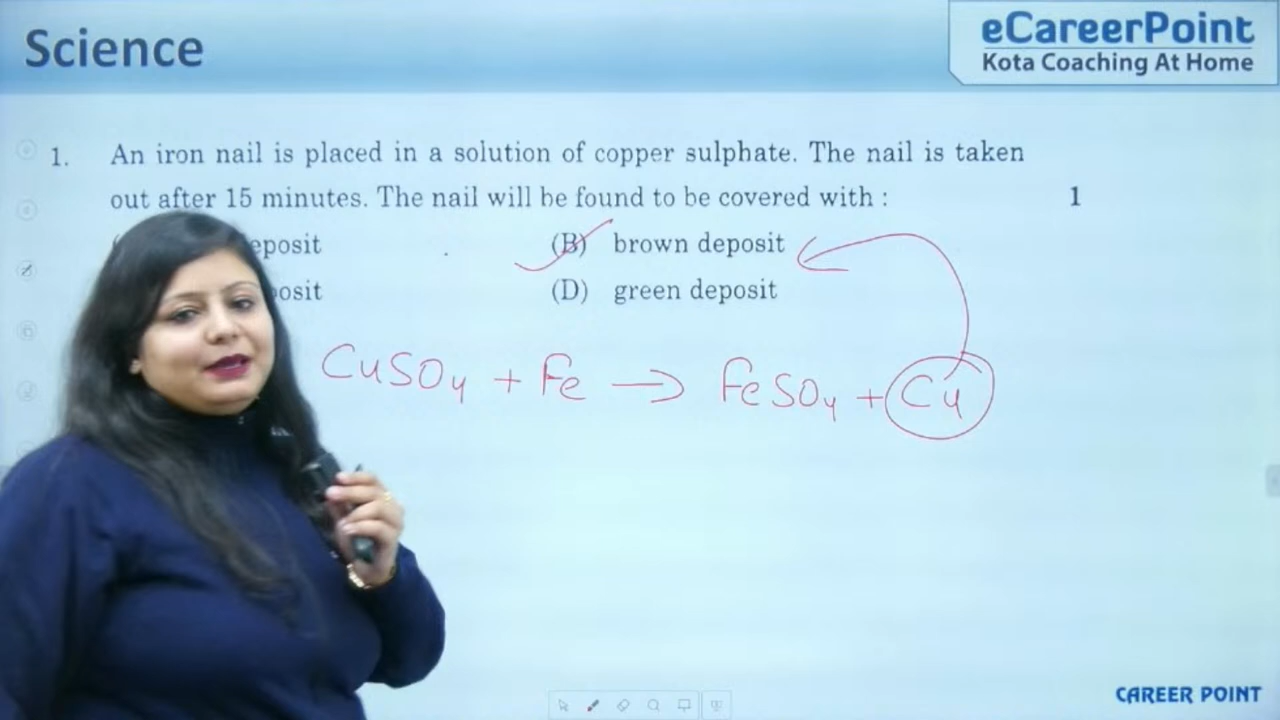 Science
eCareerPoint
Kota Coaching At Home
1. An iron nail is placed in a solution of copper sulphate. The nail is taken
out after 15 minutes. The nail will be found to be covered with : 1
eposit (B) brown deposit
osit (D) green deposit
CuSO4 + Fe → FeSO4 + Cu
CAREER POINT